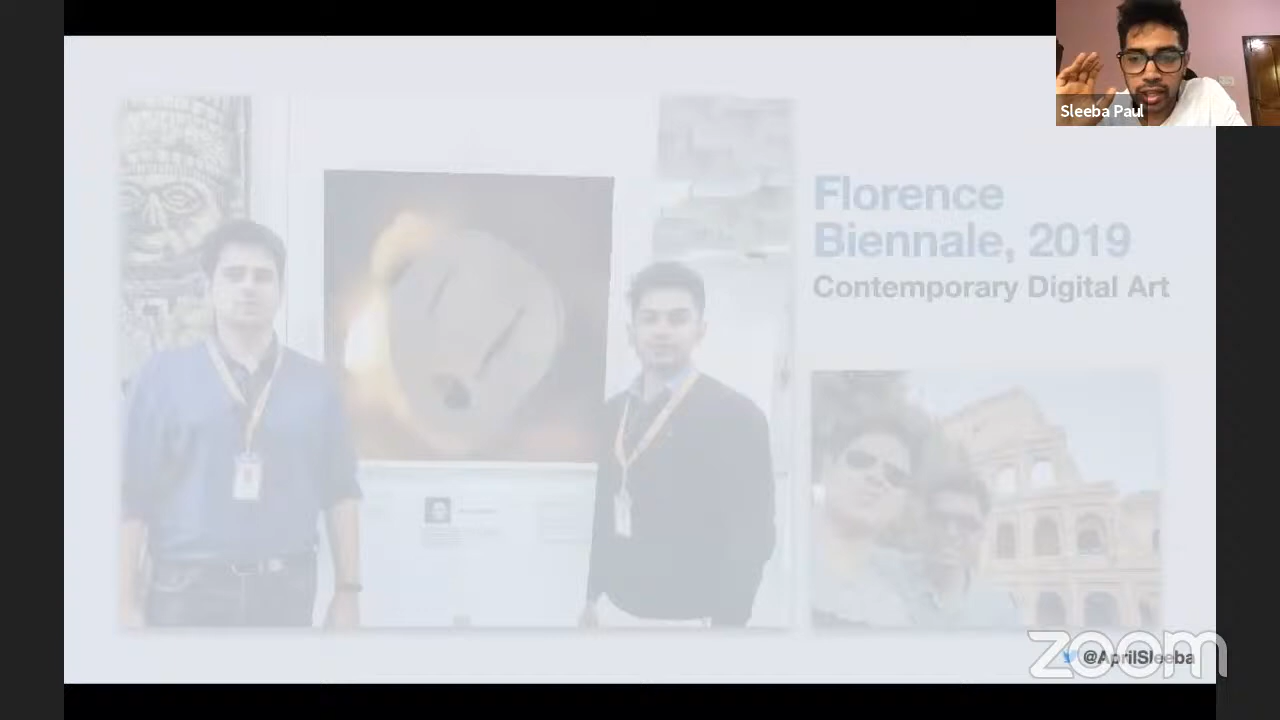 Sleeba Paul
Florence
Biennale, 2019
Contemporary Digital Art
zoom
@AprilSleeba